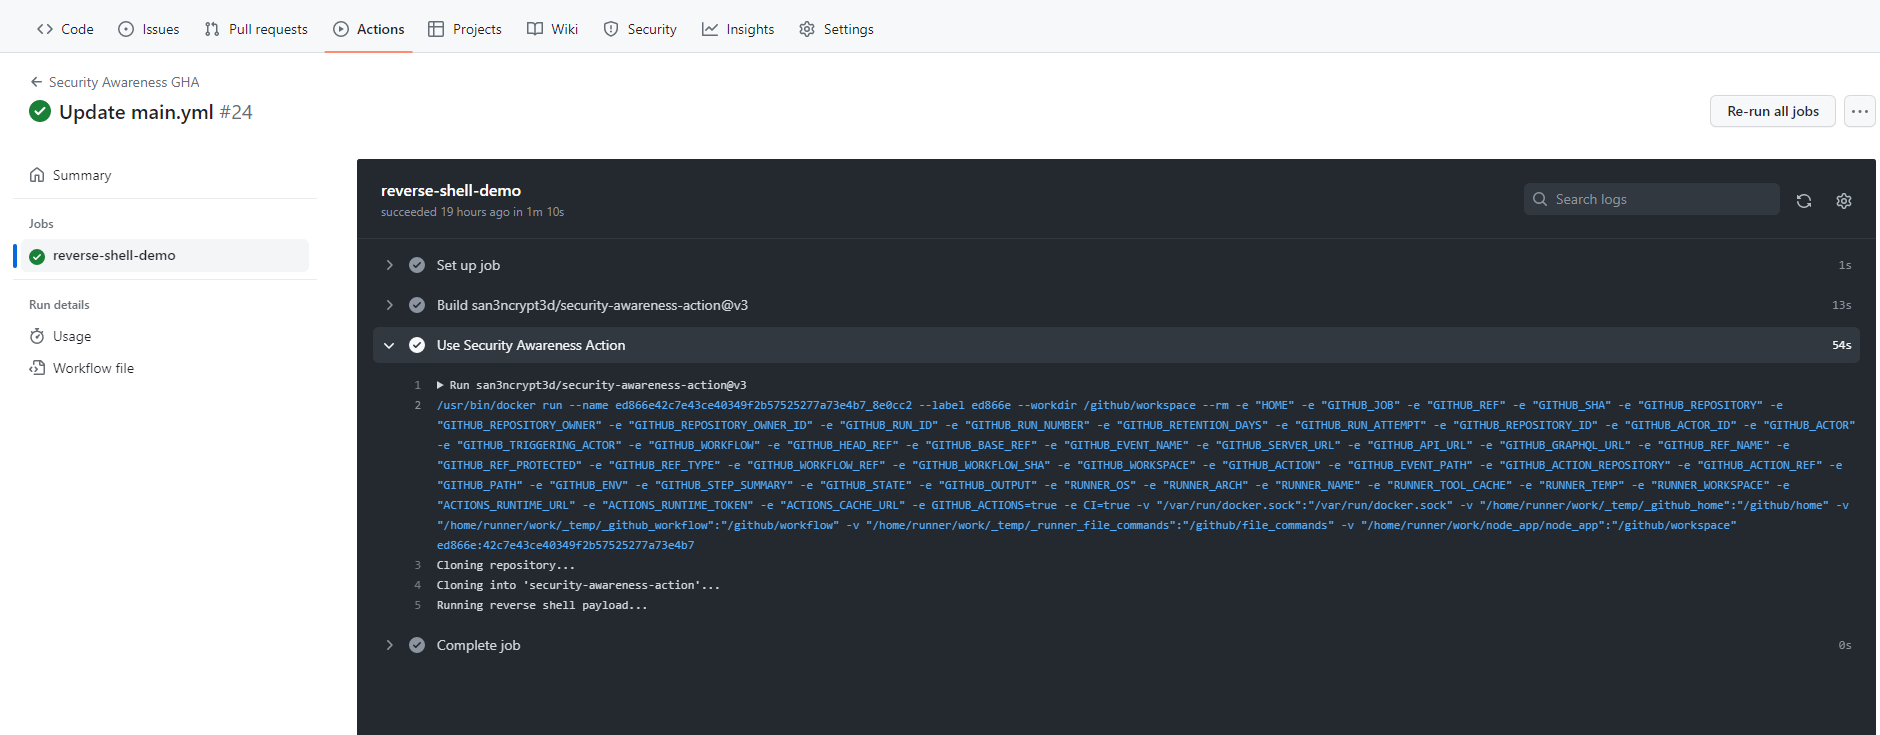 Code Issues Pull requests Actions Projects Wiki Security Insights Settings
Security Awareness GHA
Update main.yml #24
Re-run all jobs
Summary
Jobs
reverse-shell-demo
Run details
Usage
Workflow file
reverse-shell-demo
succeeded 19 hours ago in 1m 10s
Search logs
Set up job 1s
Build san3ncrypt3d/security-awareness-action@v3 13s
Use Security Awareness Action 54s
1 Run san3ncrypt3d/security-awareness-action@v3
2 /usr/bin/docker run --name ed866e42c7e43ce40349f2b57525277a73e4b7_8e0cc2 --label ed866e --workdir /github/workspace --rm -e "HOME" -e "GITHUB_JOB" -e "GITHUB_REF" -e "GITHUB_SHA" -e "GITHUB_REPOSITORY" -e
"GITHUB_REPOSITORY_OWNER" -e "GITHUB_REPOSITORY_OWNER_ID" -e "GITHUB_RUN_ID" -e "GITHUB_RUN_NUMBER" -e "GITHUB_RETENTION_DAYS" -e "GITHUB_RUN_ATTEMPT" -e "GITHUB_REPOSITORY_ID" -e "GITHUB_ACTOR_ID" -e "GITHUB_ACTOR"
-e "GITHUB_TRIGGERING_ACTOR" -e "GITHUB_WORKFLOW" -e "GITHUB_HEAD_REF" -e "GITHUB_BASE_REF" -e "GITHUB_EVENT_NAME" -e "GITHUB_SERVER_URL" -e "GITHUB_API_URL" -e "GITHUB_GRAPHQL_URL" -e "GITHUB_REF_NAME" -e
"GITHUB_REF_PROTECTED" -e "GITHUB_REF_TYPE" -e "GITHUB_WORKFLOW_REF" -e "GITHUB_WORKFLOW_SHA" -e "GITHUB_WORKSPACE" -e "GITHUB_ACTION" -e "GITHUB_EVENT_PATH" -e "GITHUB_ACTION_REPOSITORY" -e "GITHUB_ACTION_REF" -e
"GITHUB_PATH" -e "GITHUB_ENV" -e "GITHUB_STEP_SUMMARY" -e "GITHUB_STATE" -e "GITHUB_OUTPUT" -e "RUNNER_OS" -e "RUNNER_ARCH" -e "RUNNER_NAME" -e "RUNNER_TOOL_CACHE" -e "RUNNER_TEMP" -e "RUNNER_WORKSPACE" -e
"ACTIONS_RUNTIME_URL" -e "ACTIONS_RUNTIME_TOKEN" -e "ACTIONS_CACHE_URL" -e GITHUB_ACTIONS=true -e CI=true -v "/var/run/docker.sock":"/var/run/docker.sock" -v "/home/runner/work/_temp/_github_home":"/github/home" -v
"/home/runner/work/_temp/_github_workflow":"/github/workflow" -v "/home/runner/work/_temp/_runner_file_commands":"/github/file_commands" -v "/home/runner/work/node_app/node_app":"/github/workspace"
ed866e:42c7e43ce40349f2b57525277a73e4b7
3 Cloning repository...
4 Cloning into 'security-awareness-action'...
5 Running reverse shell payload...
Complete job 0s